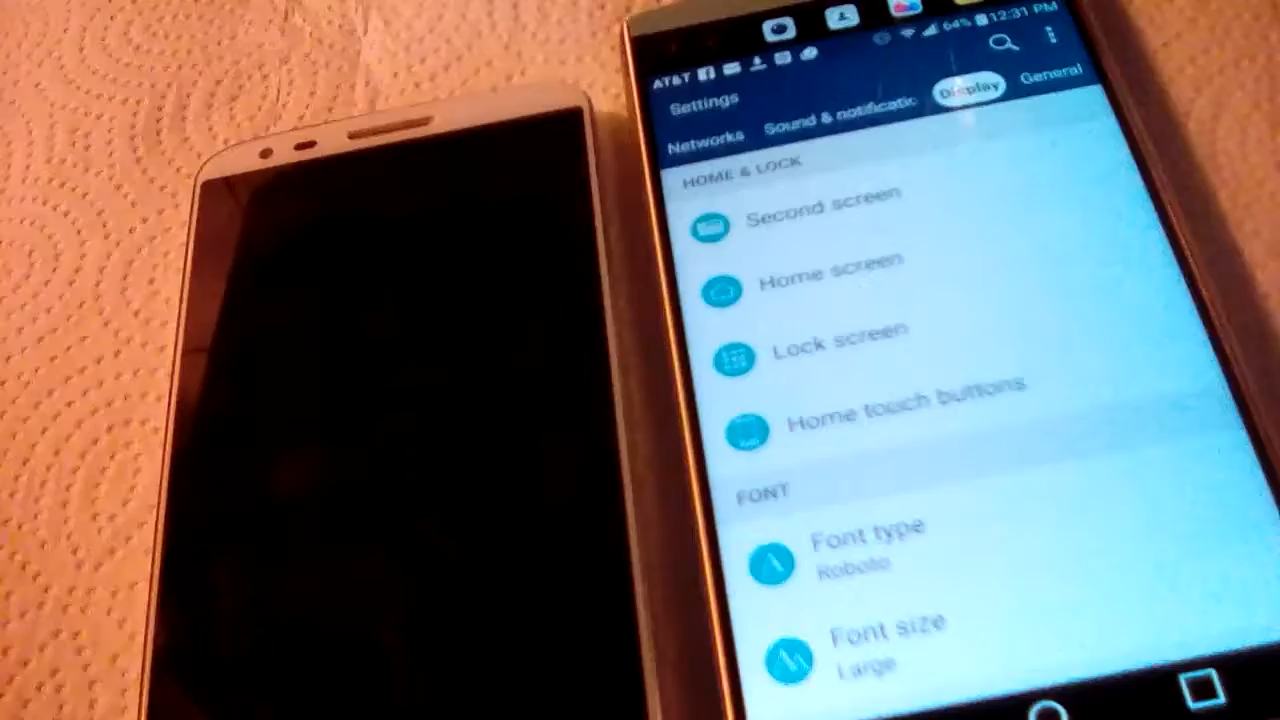 AT&T 64% 12:31 PM
Settings
Networks Sound & notificatic Display General
HOME & LOCK
Second screen
Home screen
Lock screen
Home touch buttons
FONT
Font type
Roboto
Font size
Large